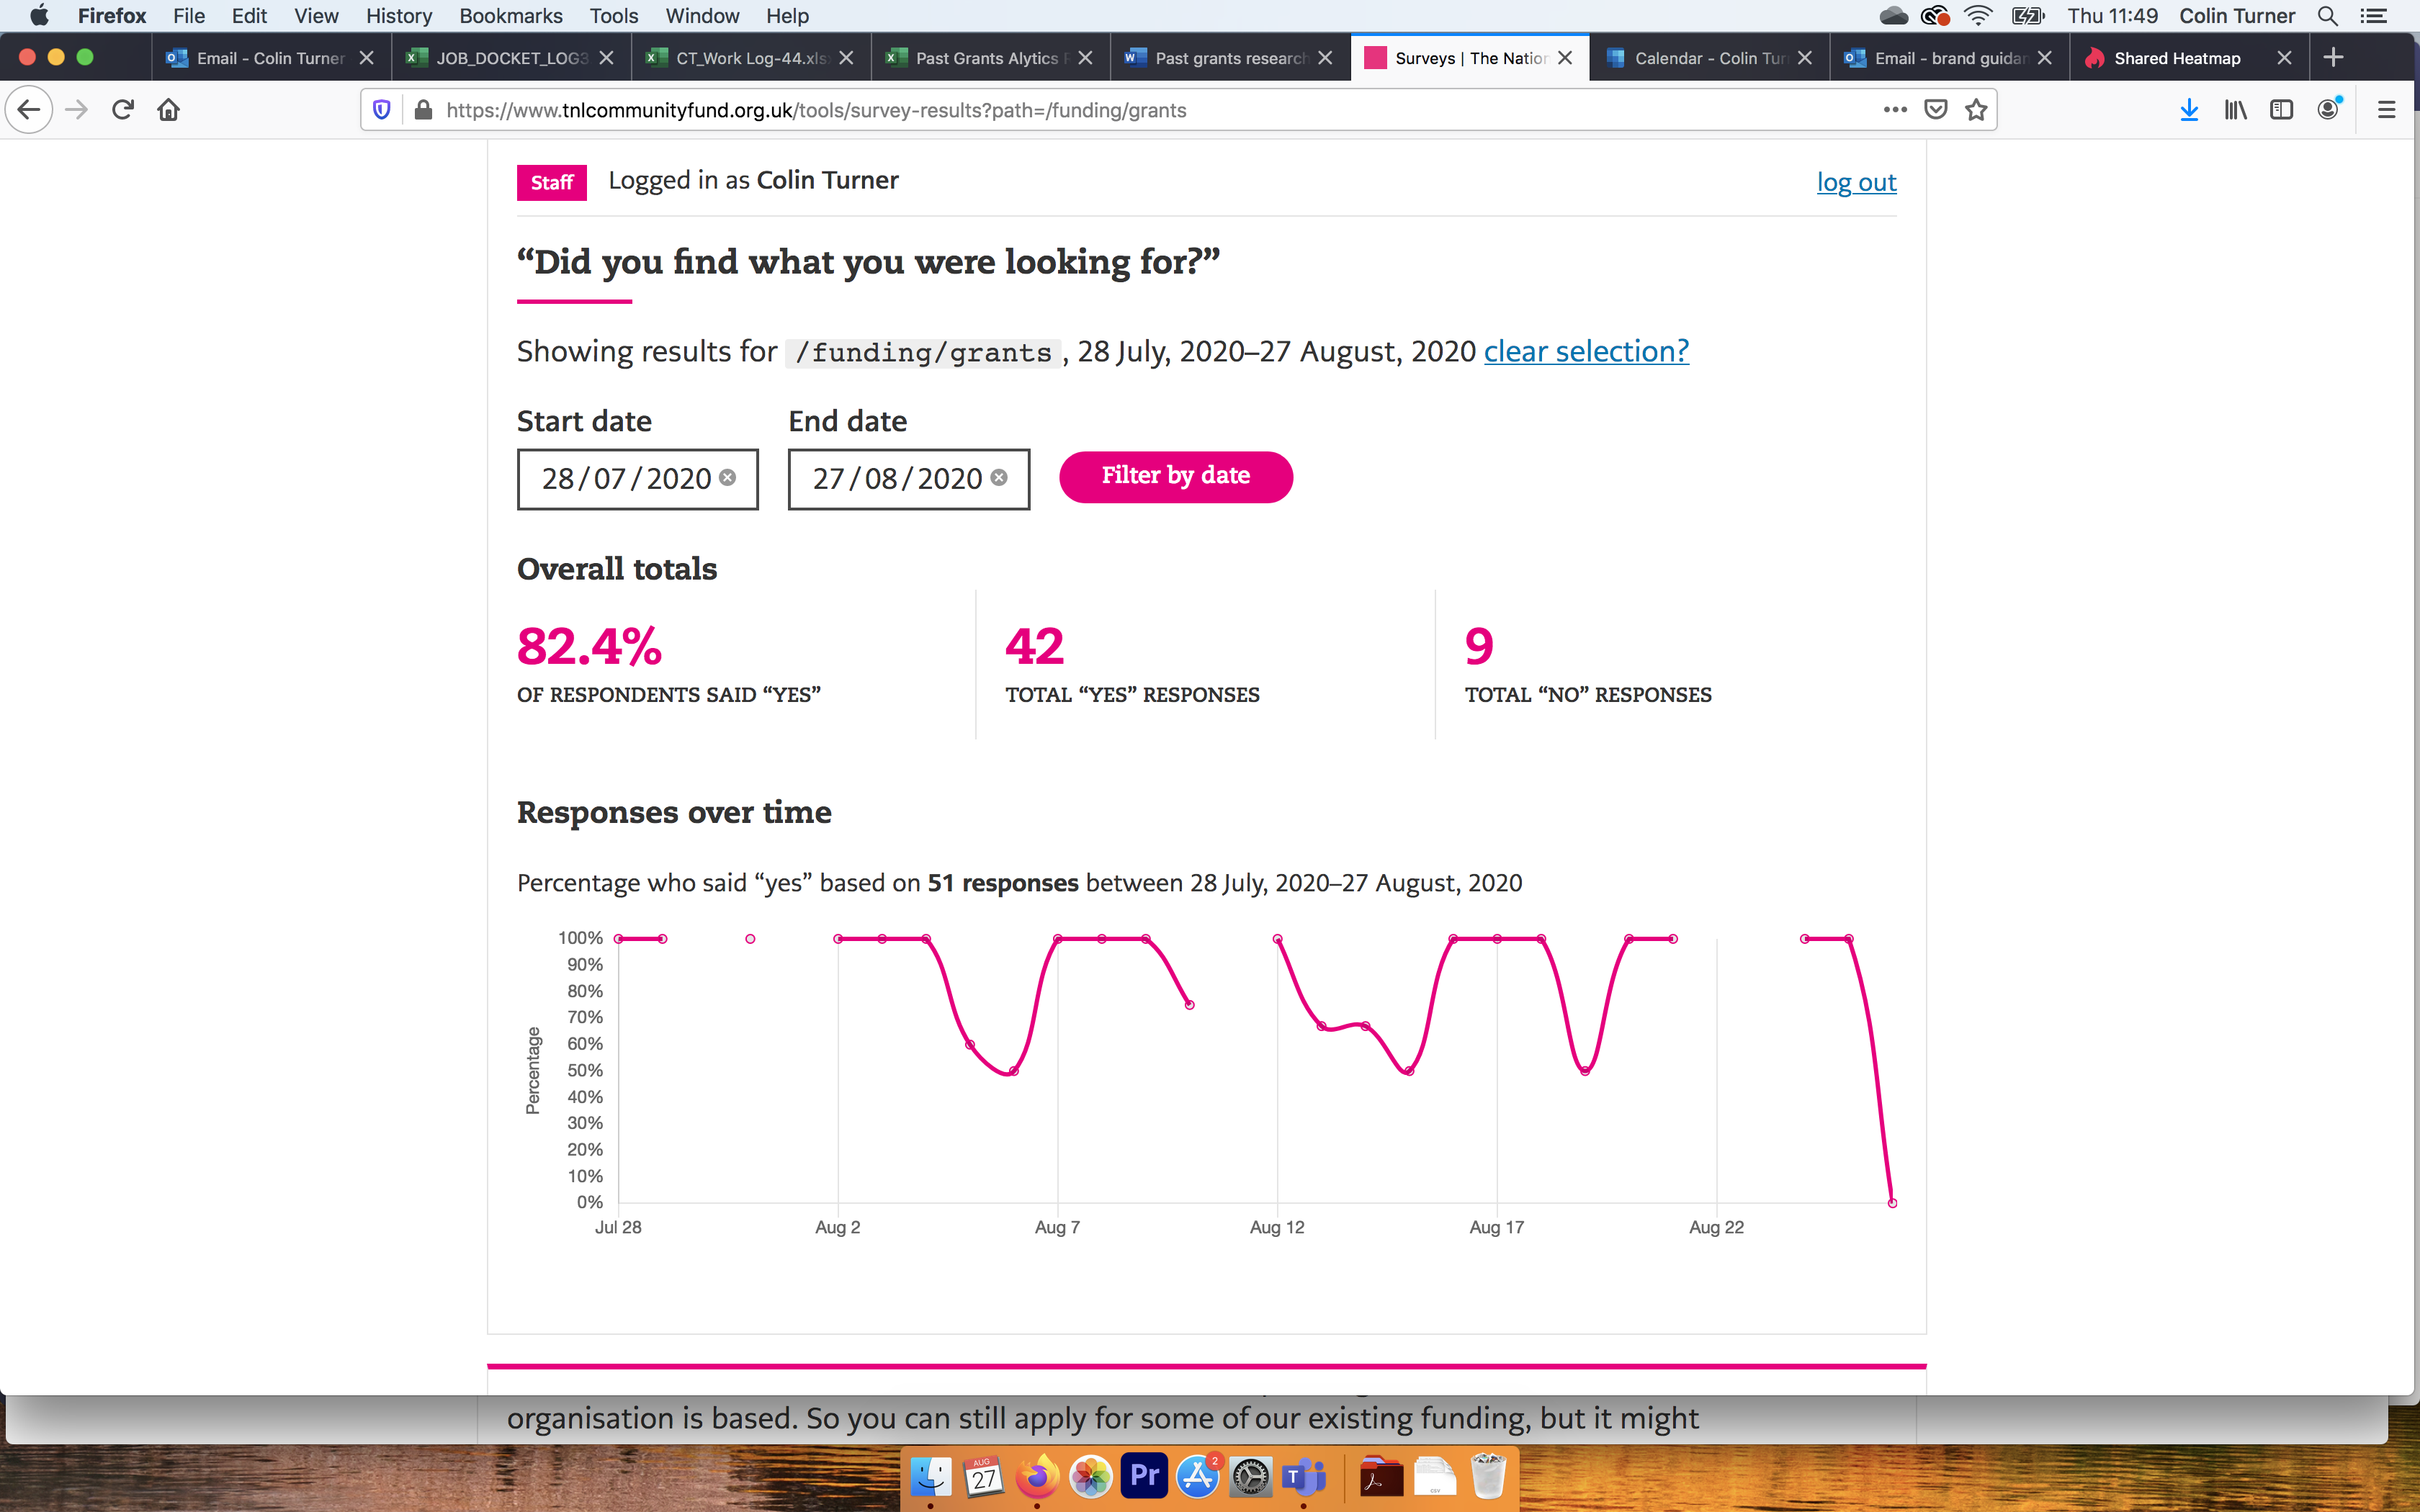 Firefox File Edit View History Bookmarks Tools Window Help Thu 11:49 Colin Turner
Email - Colin Turner JOB_DOCKET_LOG3 CT_Work Log-44.xls Past Grants Alytics Past grants research Surveys | The Nation Calendar - Colin Tur Email - brand guidan Shared Heatmap
https://www.tnlcommunityfund.org.uk/tools/survey-results?path=/funding/grants
Staff Logged in as Colin Turner log out
“Did you find what you were looking for?”
Showing results for /funding/grants , 28 July, 2020–27 August, 2020 clear selection?
Start date End date
28/07/2020 27/08/2020 Filter by date
Overall totals
82.4% 42 9
OF RESPONDENTS SAID “YES” TOTAL “YES” RESPONSES TOTAL “NO” RESPONSES
Responses over time
Percentage who said “yes” based on 51 responses between 28 July, 2020–27 August, 2020
100%
90%
80%
70%
60%
50%
40%
30%
20%
10%
0%
Percentage
Jul 28 Aug 2 Aug 7 Aug 12 Aug 17 Aug 22
organisation is based. So you can still apply for some of our existing funding, but it might
AUG
27
Pr
2
T